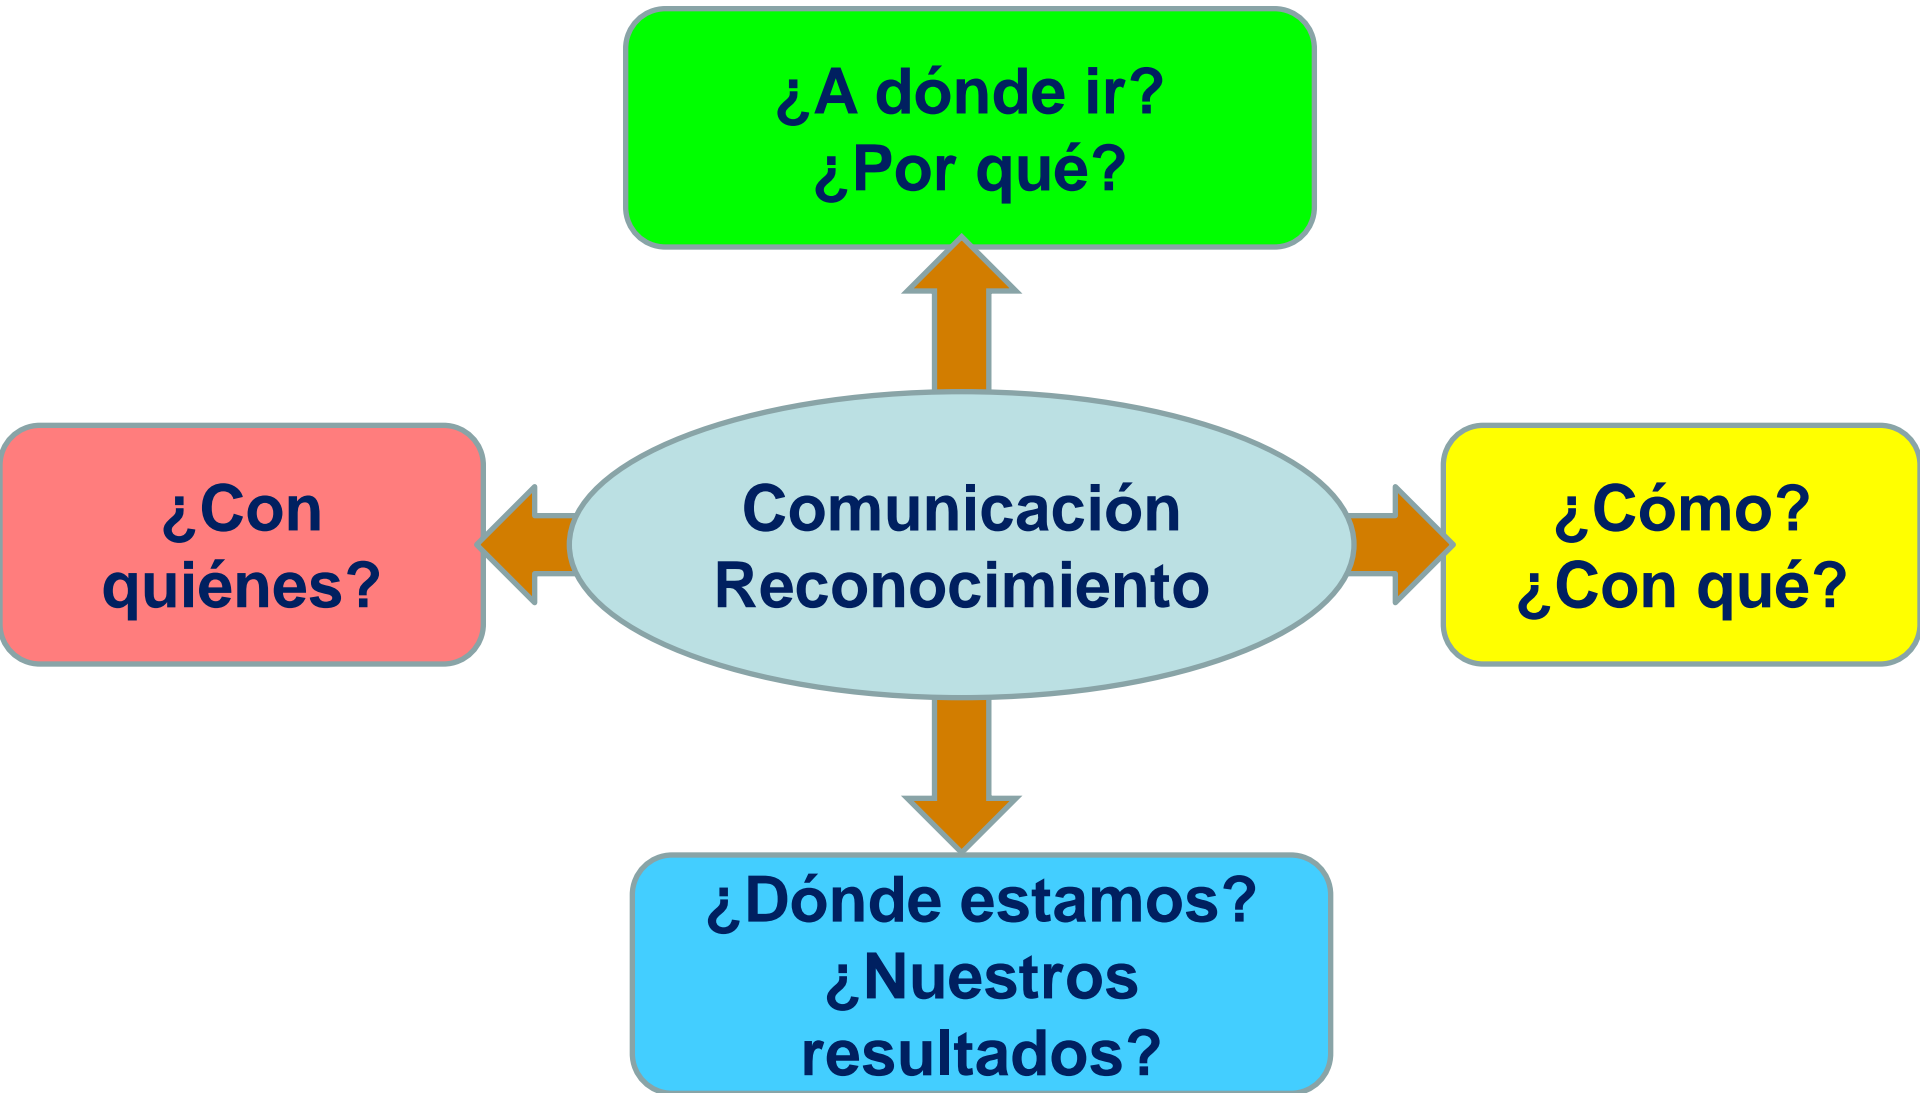 ¿A dónde ir?
¿Por qué?
¿Con
quiénes?
Comunicación
Reconocimiento
¿Cómo?
¿Con qué?
¿Dónde estamos?
¿Nuestros
resultados?